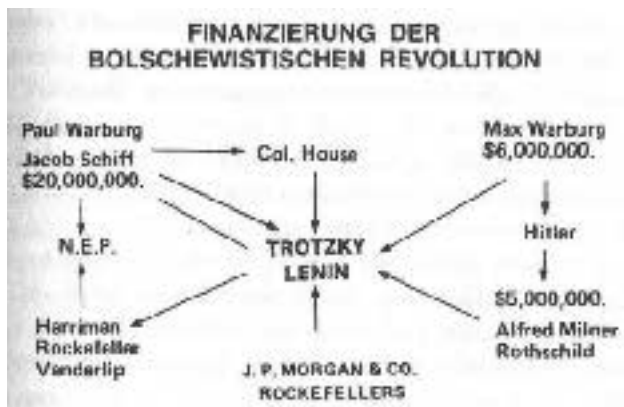 FINANZIERUNG DER
BOLSCHEWISTISCHEN REVOLUTION
Paul Warburg
Jacob Schiff
$20,000,000.
Col. House
Max Warburg
$6,000,000.
N.E.P.
TROTZKY
LENIN
Hitler
$5,000,000.
Alfred Milner
Rothschild
Harriman
Rockefeller
Vanderlip
J. P. MORGAN & CO.
ROCKEFELLERS